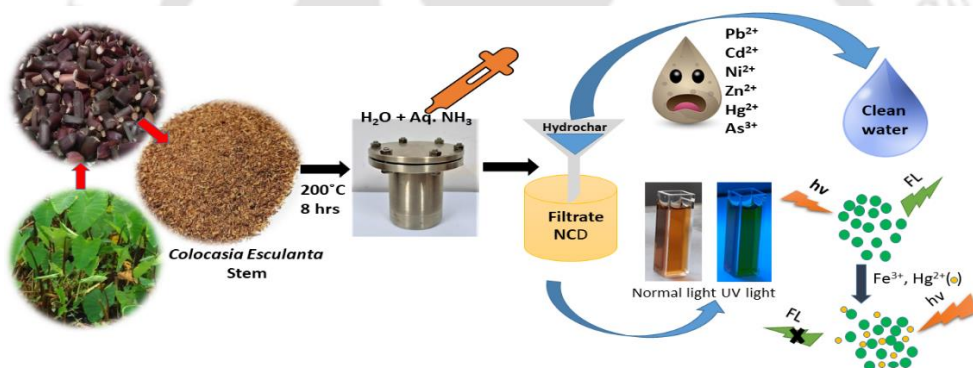 Pb²⁺
Cd²⁺
Ni²⁺
Zn²⁺
Hg²⁺
As³⁺
Clean
water
H₂O + Aq. NH₃
Hydrochar
200°C
8 hrs
Filtrate
NCD
hv
FL
Colocasia Esculanta
Stem
Normal light UV light
Fe³⁺, Hg²⁺( )
hv
FL